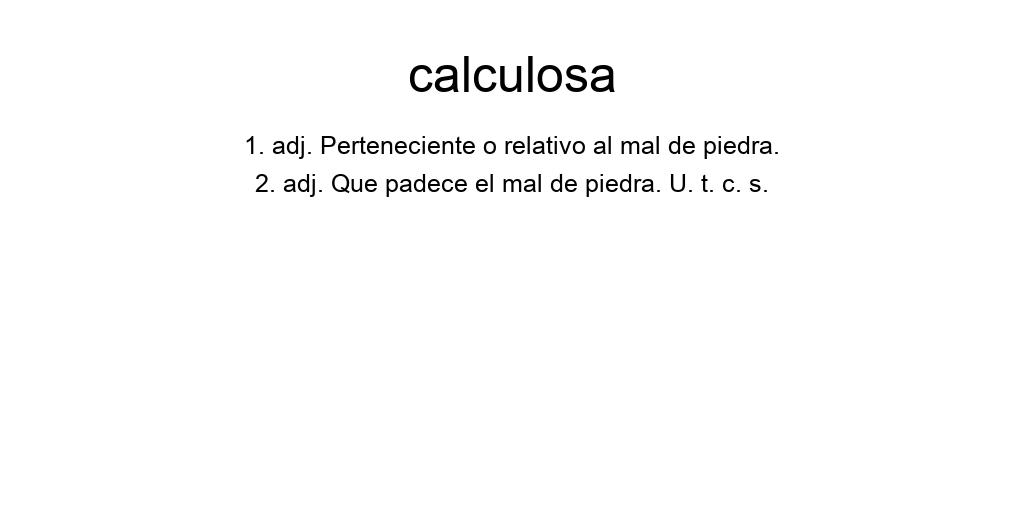 calculosa
1. adj. Perteneciente o relativo al mal de piedra.
2. adj. Que padece el mal de piedra. U. t. c. s.